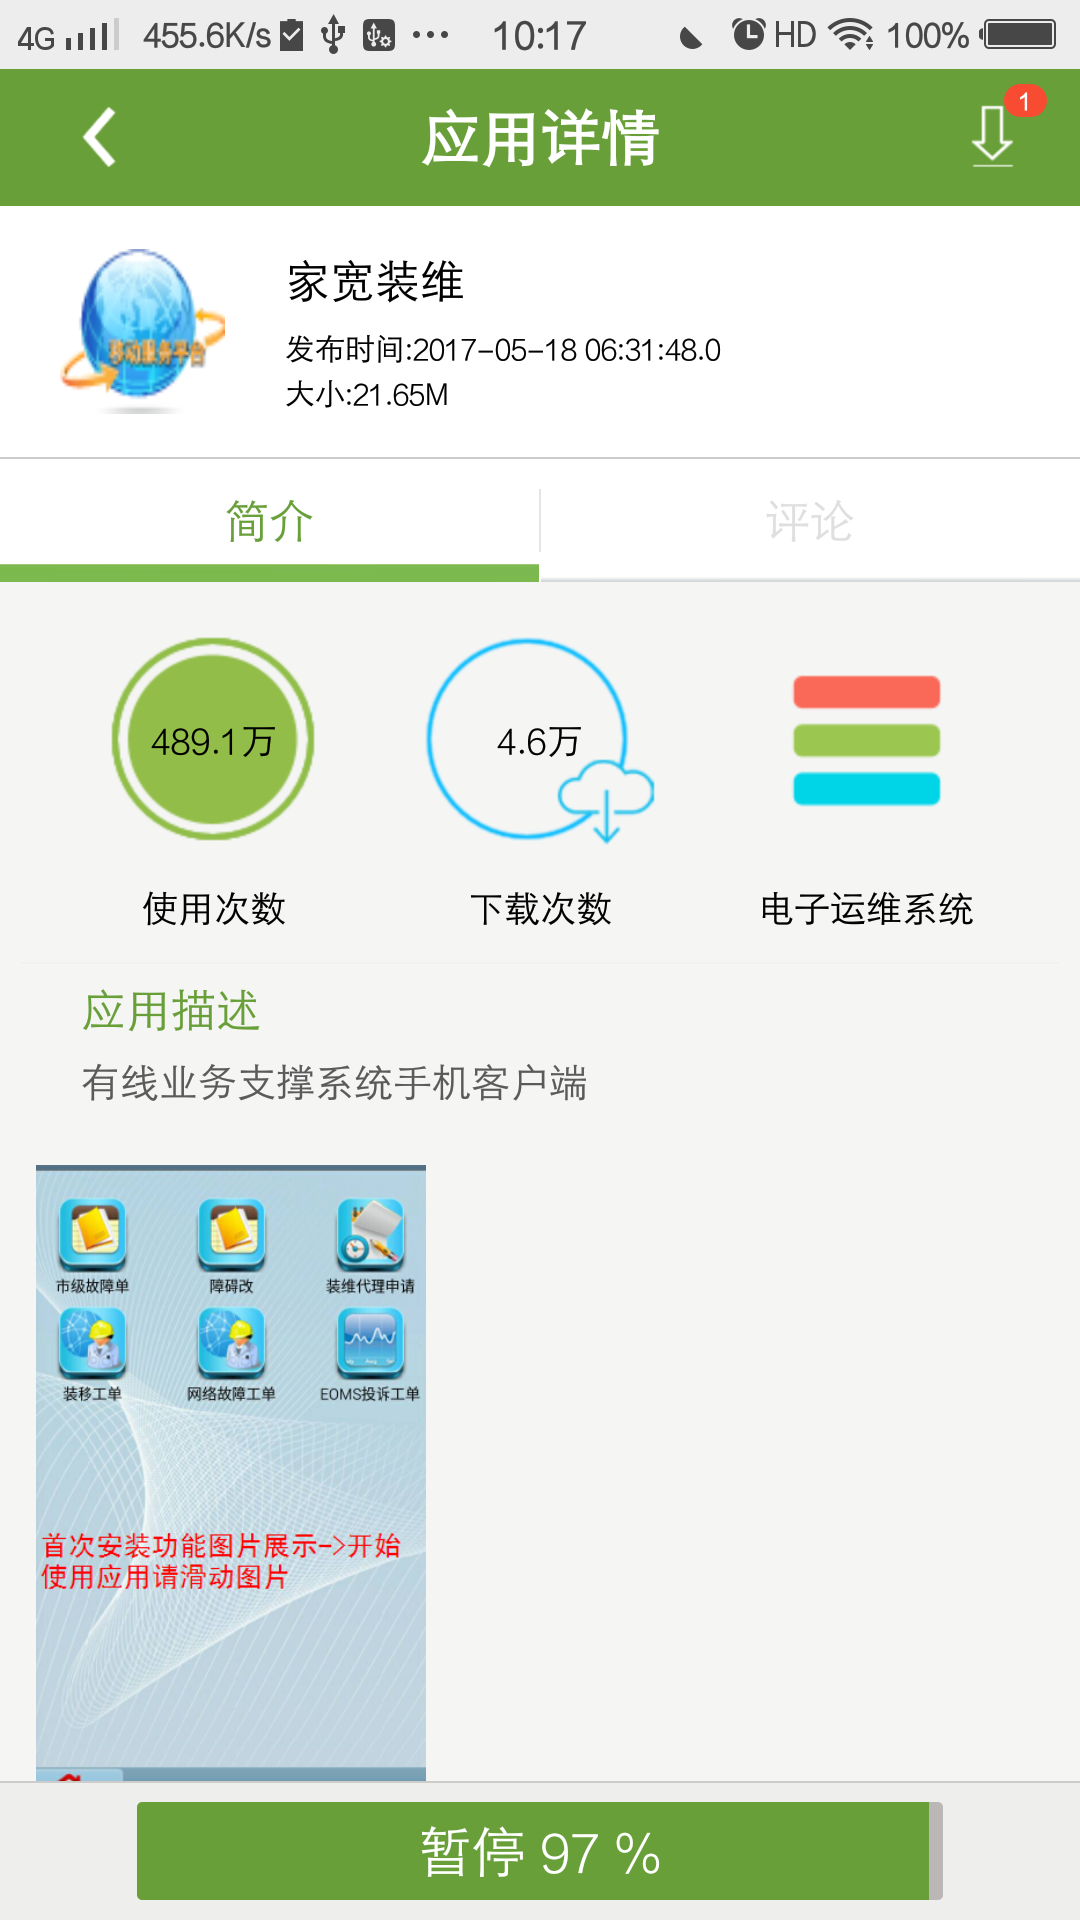 4G 455.6K/s 10:17 HD 100%
应用详情
1
移动服务平台
家宽装维
发布时间:2017-05-18 06:31:48.0
大小:21.65M
简介 评论
489.1万 4.6万
使用次数 下载次数 电子运维系统
应用描述
有线业务支撑系统手机客户端
市级故障单 障碍改 装维代理申请
装移工单 网络故障工单 EOMS投诉工单
首次安装功能图片展示->开始
使用应用请滑动图片
暂停 97 %